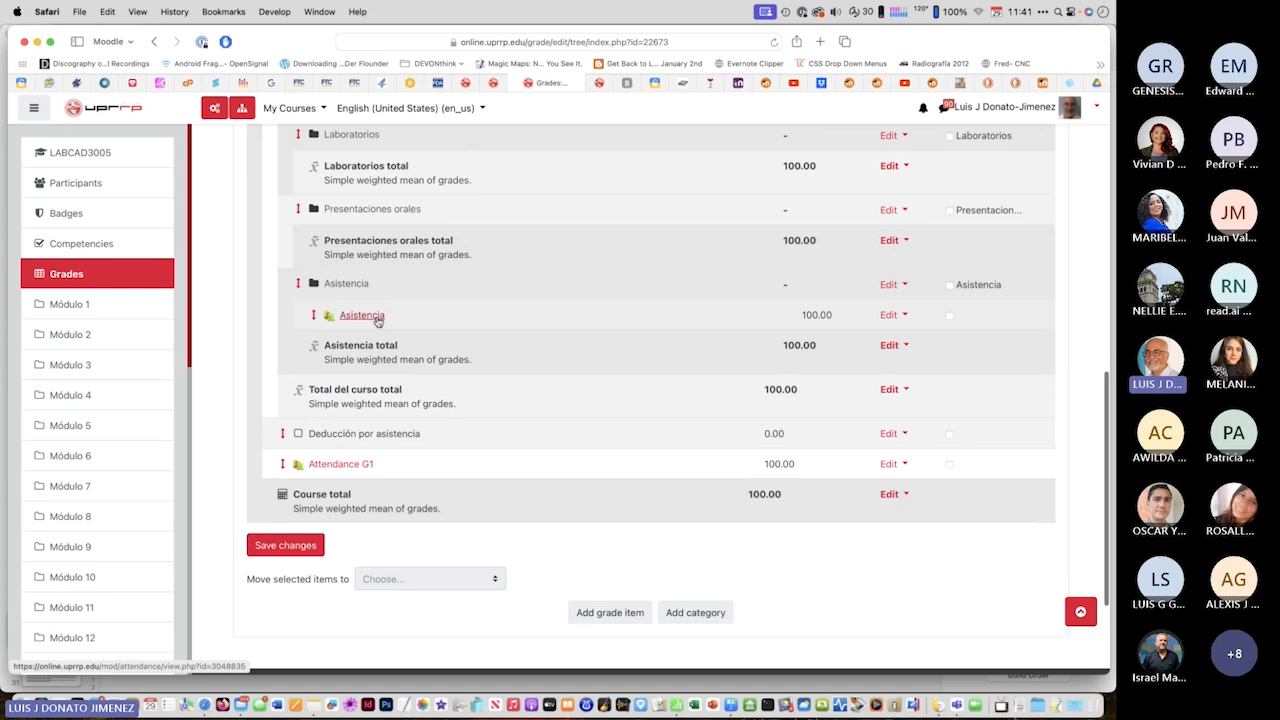 Safari File Edit View History Bookmarks Develop Window Help 30 120° 100% 11:41
Moodle online.uprrp.edu/grade/edit/tree/index.php?id=22673
Discography o...l Recordings Android Frag...OpenSignal Downloading...Der Flounder DEVONthink Magic Maps: N...You See It. Get Back to L... January 2nd Evernote Clipper CSS Drop Down Menus Radiografía 2012 Fred- CNC
Grades:...
uprrp My Courses English (United States) (en_us) Luis J Donato-Jimenez
LABCAD3005
Participants
Badges
Competencies
Grades
Módulo 1
Módulo 2
Módulo 3
Módulo 4
Módulo 5
Módulo 6
Módulo 7
Módulo 8
Módulo 9
Módulo 10
Módulo 11
Módulo 12
Laboratorios - Edit Laboratorios
Laboratorios total 100.00 Edit
Simple weighted mean of grades.
Presentaciones orales - Edit Presentacion...
Presentaciones orales total 100.00 Edit
Simple weighted mean of grades.
Asistencia - Edit Asistencia
Asistencia 100.00 Edit
Asistencia total 100.00 Edit
Simple weighted mean of grades.
Total del curso total 100.00 Edit
Simple weighted mean of grades.
Deducción por asistencia 0.00 Edit
Attendance G1 100.00 Edit
Course total 100.00 Edit
Simple weighted mean of grades.
Save changes
Move selected items to Choose...
Add grade item Add category
https://online.uprrp.edu/mod/attendance/view.php?id=3048835
Build Order
LUIS J DONATO JIMENEZ
GR EM
GENESIS... Edward ...
PB
Vivian D ... Pedro F. ...
JM
MARIBEL... Juan Val...
RN
NELLIE E.... read.ai ...
LUIS J D... MELANI...
AC PA
AWILDA ... Patricia ...
OSCAR Y... ROSALL...
LS AG
LUIS G G... ALEXIS J ...
+8
Israel Ma...